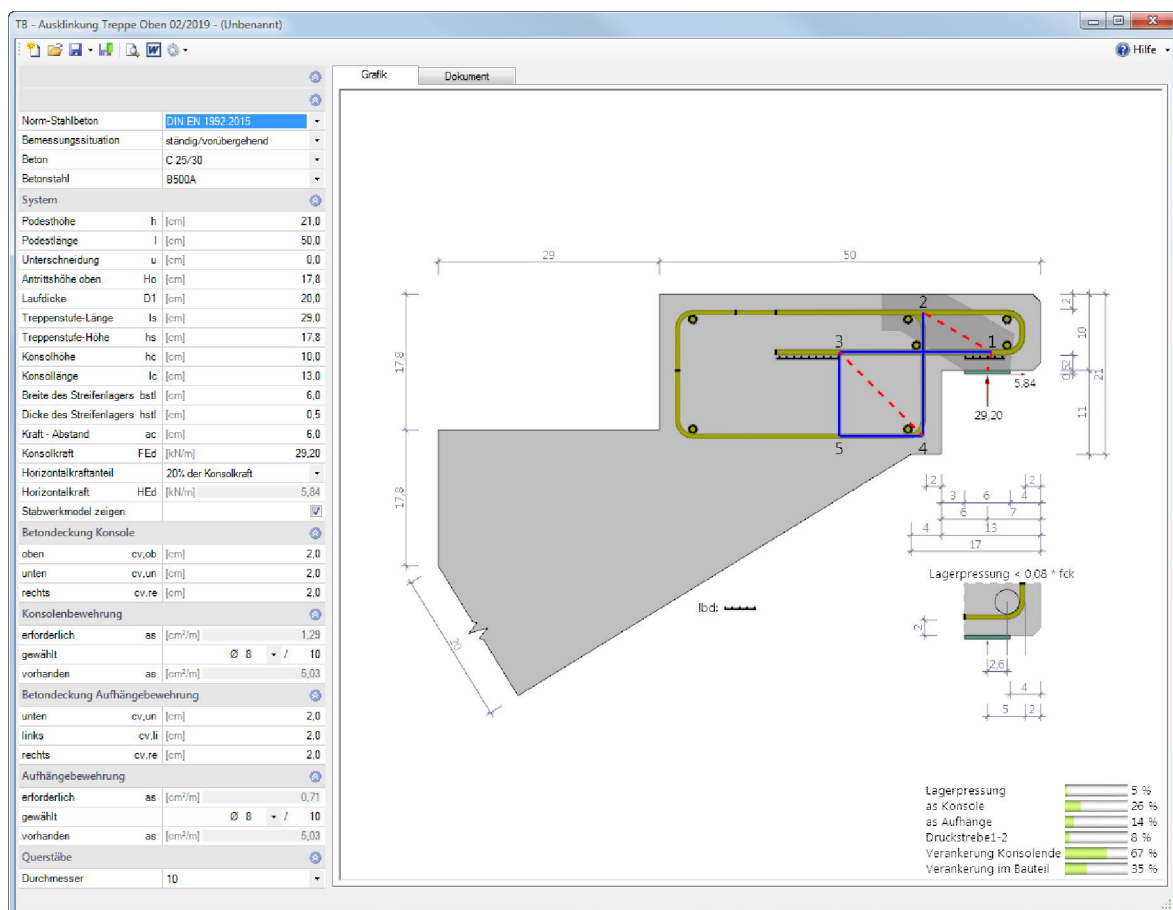 TB - Ausklinkung Treppe Oben 02/2019 - (Unbenannt)
Hilfe
Grafik Dokument
Norm-Stahlbeton DIN EN 1992:2015
Bemessungssituation ständig/vorübergehend
Beton C 25/30
Betonstahl B500A
System
Podesthöhe h [cm] 21,0
Podestlänge l [cm] 50,0
Unterschneidung u [cm] 0,0
Antrittshöhe oben Ho [cm] 17,8
Laufdicke D1 [cm] 20,0
Treppenstufe-Länge ls [cm] 29,0
Treppenstufe-Höhe hs [cm] 17,8
Konsolhöhe hc [cm] 10,0
Konsollänge lc [cm] 13,0
Breite des Streifenlagers bstl [cm] 6,0
Dicke des Streifenlagers hstl [cm] 0,5
Kraft - Abstand ac [cm] 6,0
Konsolkraft FEd [kN/m] 29,20
Horizontalkraftanteil 20% der Konsolkraft
Horizontalkraft HEd [kN/m] 5,84
Stabwerkmodel zeigen
Betondeckung Konsole
oben cv,ob [cm] 2,0
unten cv,un [cm] 2,0
rechts cv,re [cm] 2,0
Konsolenbewehrung
erforderlich as [cm²/m] 1,29
gewählt Ø 8 / 10
vorhanden as [cm²/m] 5,03
Betondeckung Aufhängebewehrung
unten cv,un [cm] 2,0
links cv,li [cm] 2,0
rechts cv,re [cm] 2,0
Aufhängebewehrung
erforderlich as [cm²/m] 0,71
gewählt Ø 8 / 10
vorhanden as [cm²/m] 5,03
Querstäbe
Durchmesser 10
29 50
2
2
10
17,8
3 1
21
5,84
29,20
11
5 4
17,8
2 2
3 6 4
6 7
4 13
17
Lagerpressung < 0,08 * fck
lbd:
2
20
2,6
4
5 2
Lagerpressung 5 %
as Konsole 26 %
as Aufhänge 14 %
Druckstrebe1-2 8 %
Verankerung Konsolende 67 %
Verankerung im Bauteil 35 %